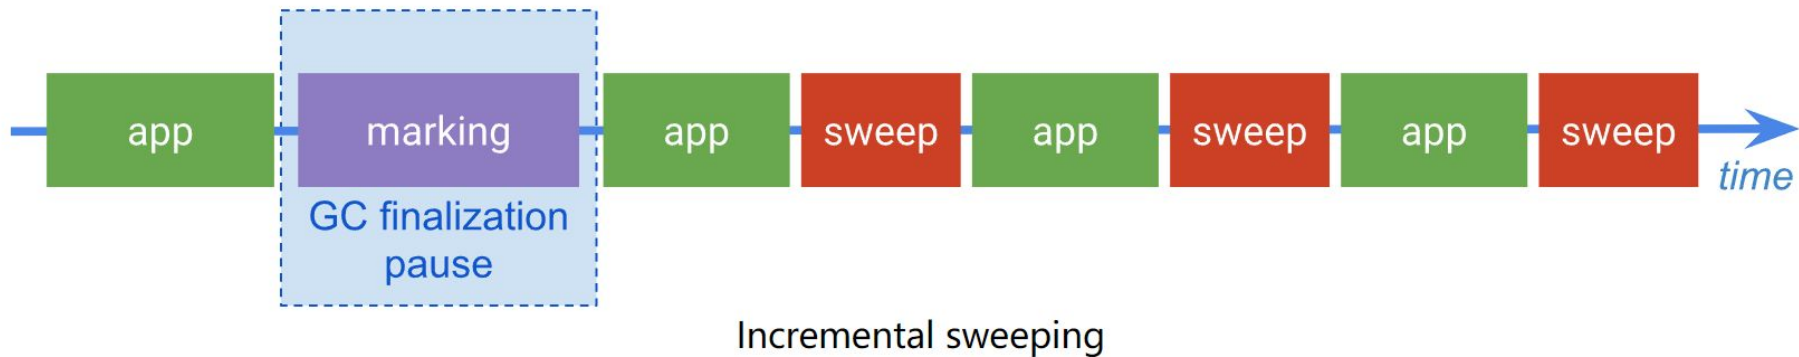 app
marking
app
sweep
app
sweep
app
sweep
time
GC finalization
pause
Incremental sweeping